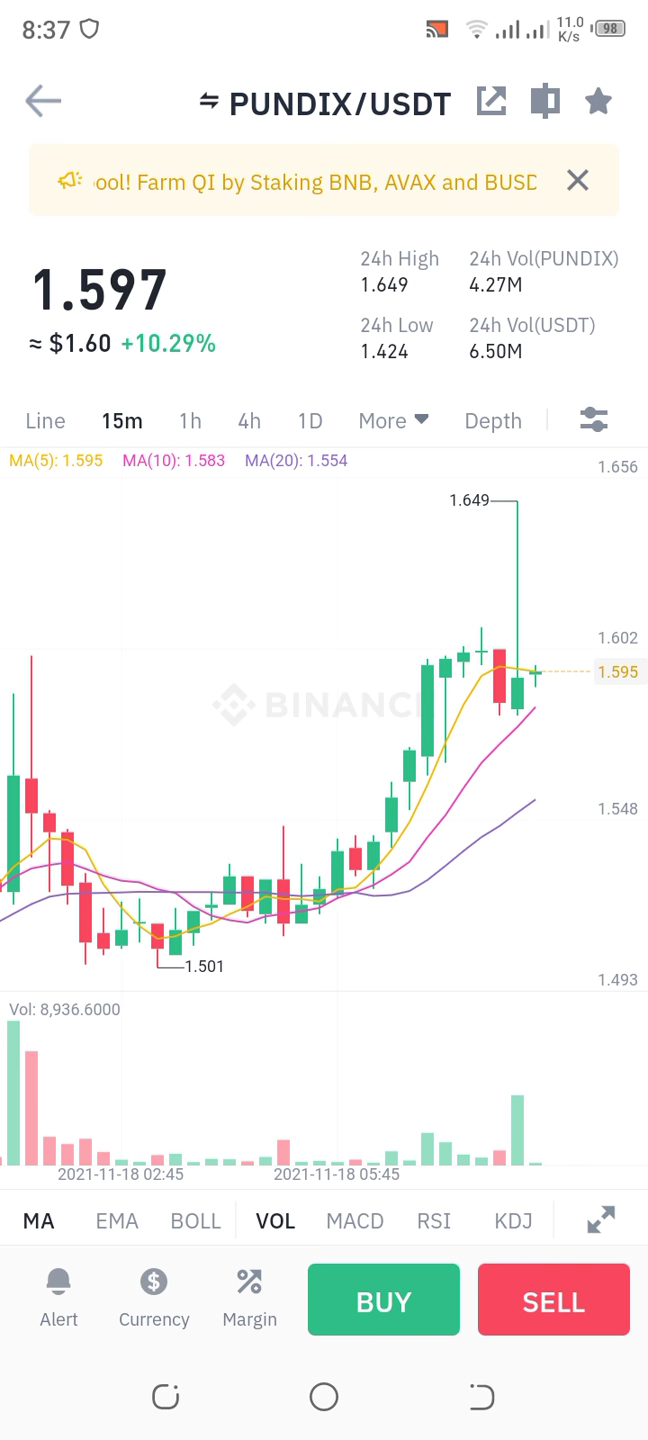 8:37
11.0
K/s
98
PUNDIX/USDT
ool! Farm QI by Staking BNB, AVAX and BUSD
24h High
24h Vol(PUNDIX)
1.649
4.27M
1.597
24h Low
24h Vol(USDT)
≈ $1.60 +10.29%
1.424
6.50M
Line 15m 1h 4h 1D More Depth
MA(5): 1.595 MA(10): 1.583 MA(20): 1.554
1.656
1.649
1.602
1.595
BINANC
1.548
1.501
1.493
Vol: 8,936.6000
2021-11-18 02:45
2021-11-18 05:45
MA EMA BOLL VOL MACD RSI KDJ
Alert
Currency
Margin
BUY
SELL